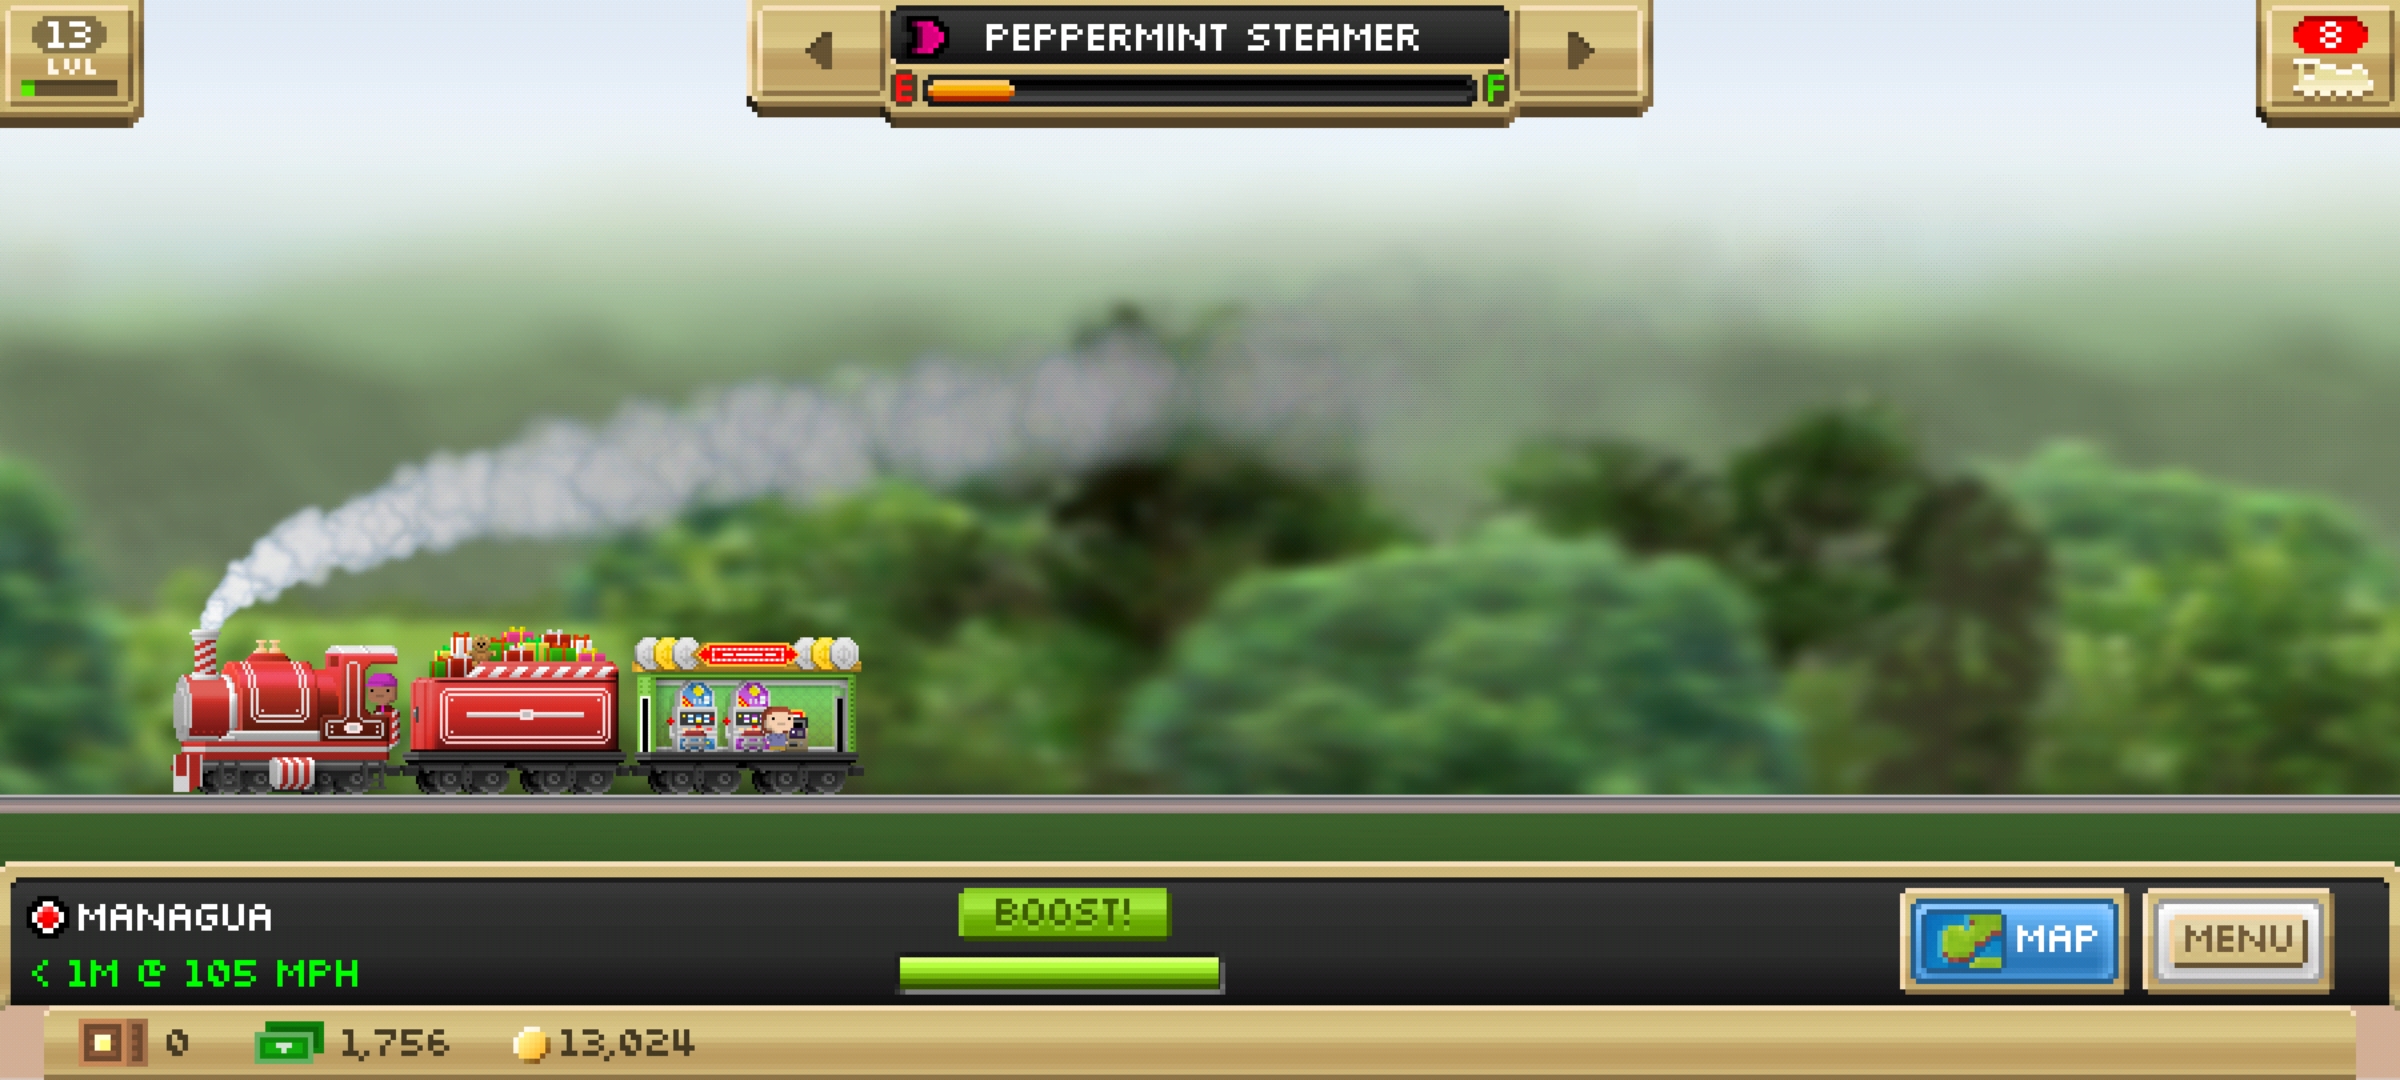 13
LVL
PEPPERMINT STEAMER
E F
8
MANAGUA
< 1M @ 105 MPH
BOOST!
MAP
MENU
0
1,756
13,024